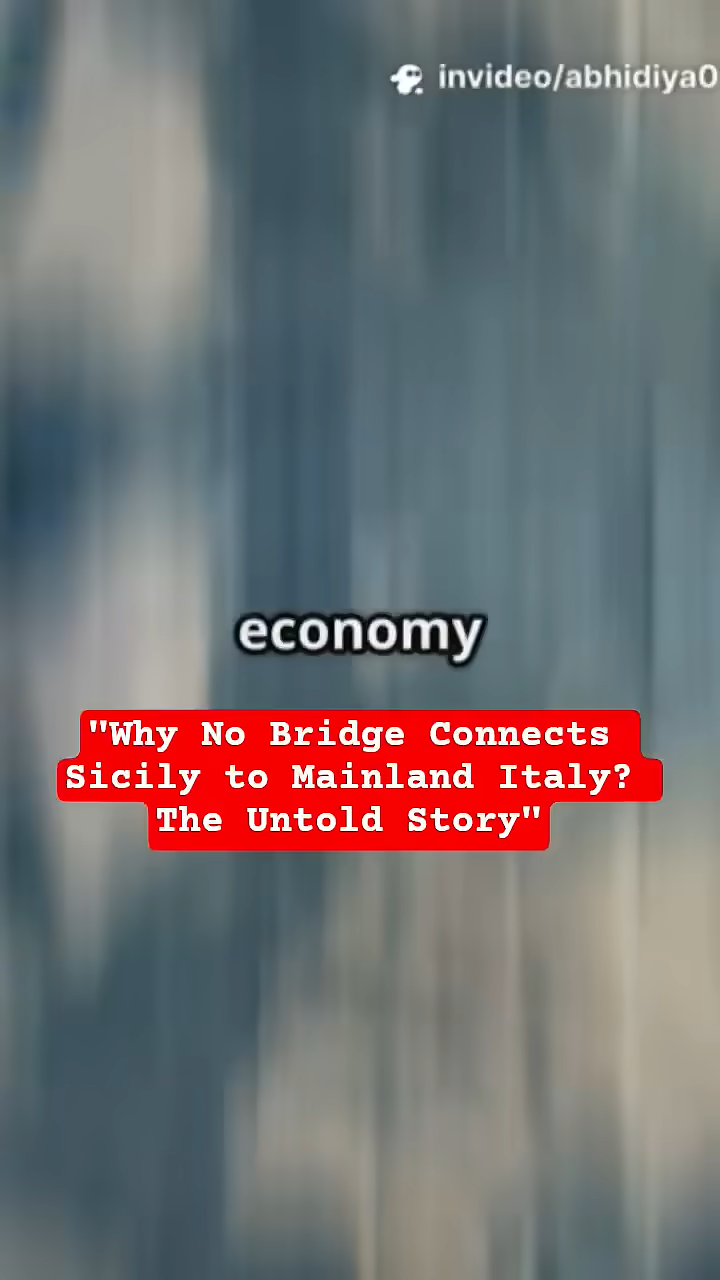 invideo/abhidiya0
economy
"Why No Bridge Connects
Sicily to Mainland Italy?
The Untold Story"